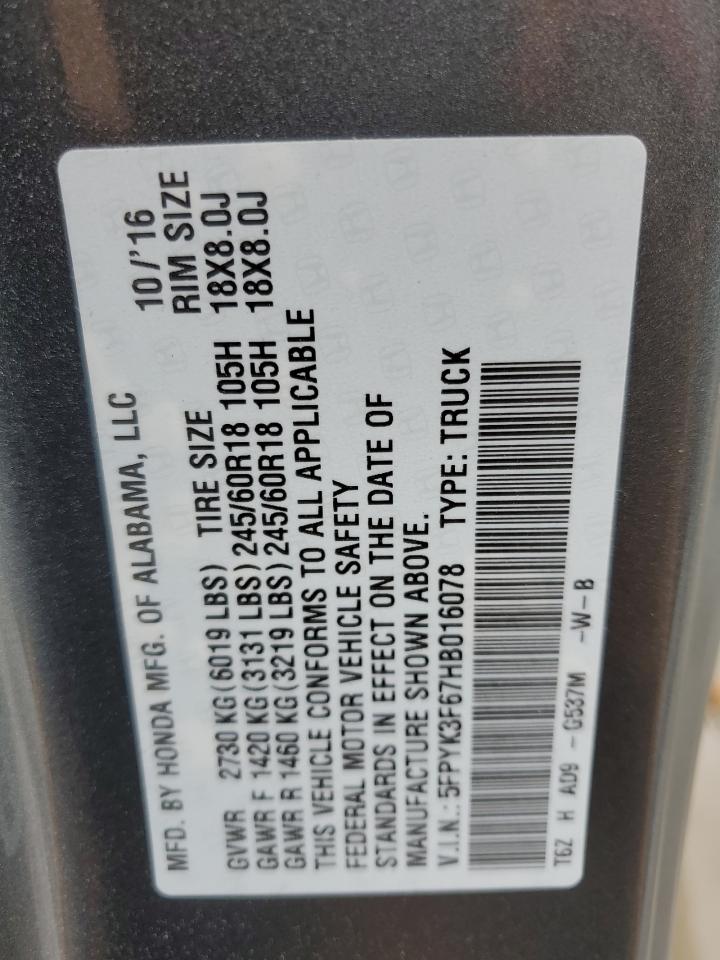 MFD. BY HONDA MFG. OF ALABAMA, LLC 10/'16
GVWR 2730 KG (6019 LBS) TIRE SIZE RIM SIZE
GAWR F 1420 KG (3131 LBS) 245/60R18 105H 18X8.0J
GAWR R 1460 KG (3219 LBS) 245/60R18 105H 18X8.0J
THIS VEHICLE CONFORMS TO ALL APPLICABLE
FEDERAL MOTOR VEHICLE SAFETY
STANDARDS IN EFFECT ON THE DATE OF
MANUFACTURE SHOWN ABOVE.
V.I.N.: 5FPYK3F67HB016078 TYPE: TRUCK
T6Z H AD9 -G537M -W-B